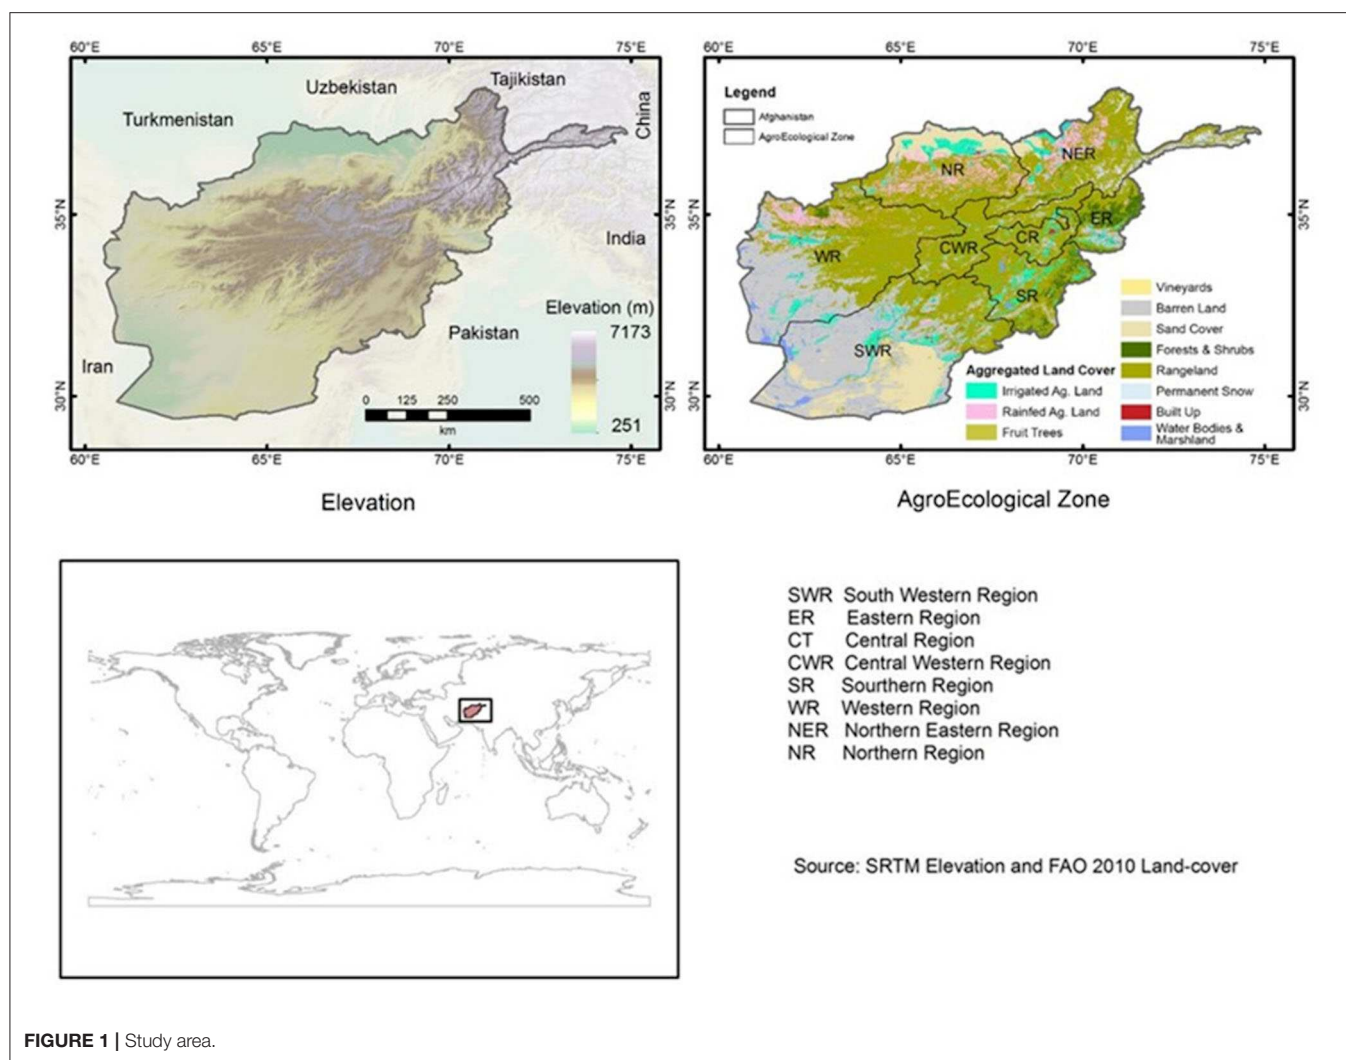 60°E 65°E 70°E 75°E
60°E 65°E 70°E 75°E
Uzbekistan
Tajikistan
Turkmenistan
China
35°N
35°N
India
Elevation (m)
7173
Pakistan
Iran
0 125 250 500
km
251
30°N
30°N
60°E 65°E 70°E 75°E
Elevation
Legend
Afghanistan
AgroEcological Zone
NER
NR
ER
CR
CWR
WR
SR
SWR
Vineyards
Barren Land
Sand Cover
Forests & Shrubs
Aggregated Land Cover
Rangeland
Irrigated Ag. Land
Permanent Snow
Rainfed Ag. Land
Built Up
Fruit Trees
Water Bodies &
Marshland
35°N
35°N
30°N
30°N
60°E 65°E 70°E 75°E
AgroEcological Zone
SWR South Western Region
ER Eastern Region
CT Central Region
CWR Central Western Region
SR Sourthern Region
WR Western Region
NER Northern Eastern Region
NR Northern Region
Source: SRTM Elevation and FAO 2010 Land-cover
FIGURE 1 | Study area.